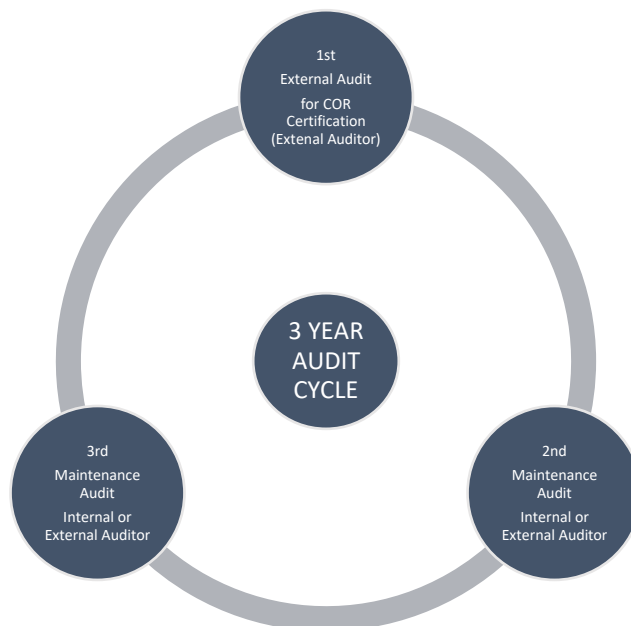 1st
External Audit
for COR
Certification
(Extenal Auditor)
3 YEAR
AUDIT
CYCLE
3rd
Maintenance
Audit
Internal or
External Auditor
2nd
Maintenance
Audit
Internal or
External Auditor